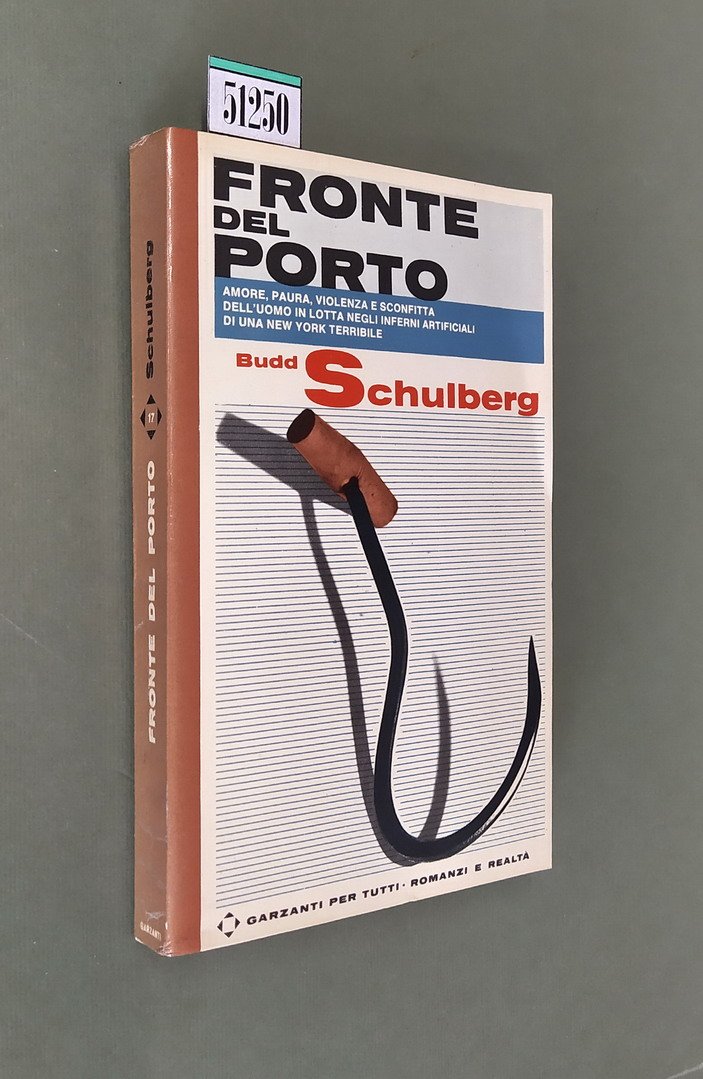 51250
FRONTE
DEL
PORTO
AMORE, PAURA, VIOLENZA E SCONFITTA
DELL'UOMO IN LOTTA NEGLI INFERNI ARTIFICIALI
DI UNA NEW YORK TERRIBILE
Budd Schulberg
GARZANTI PER TUTTI · ROMANZI E REALTÀ
Schulberg
17
FRONTE DEL PORTO
GARZANTI